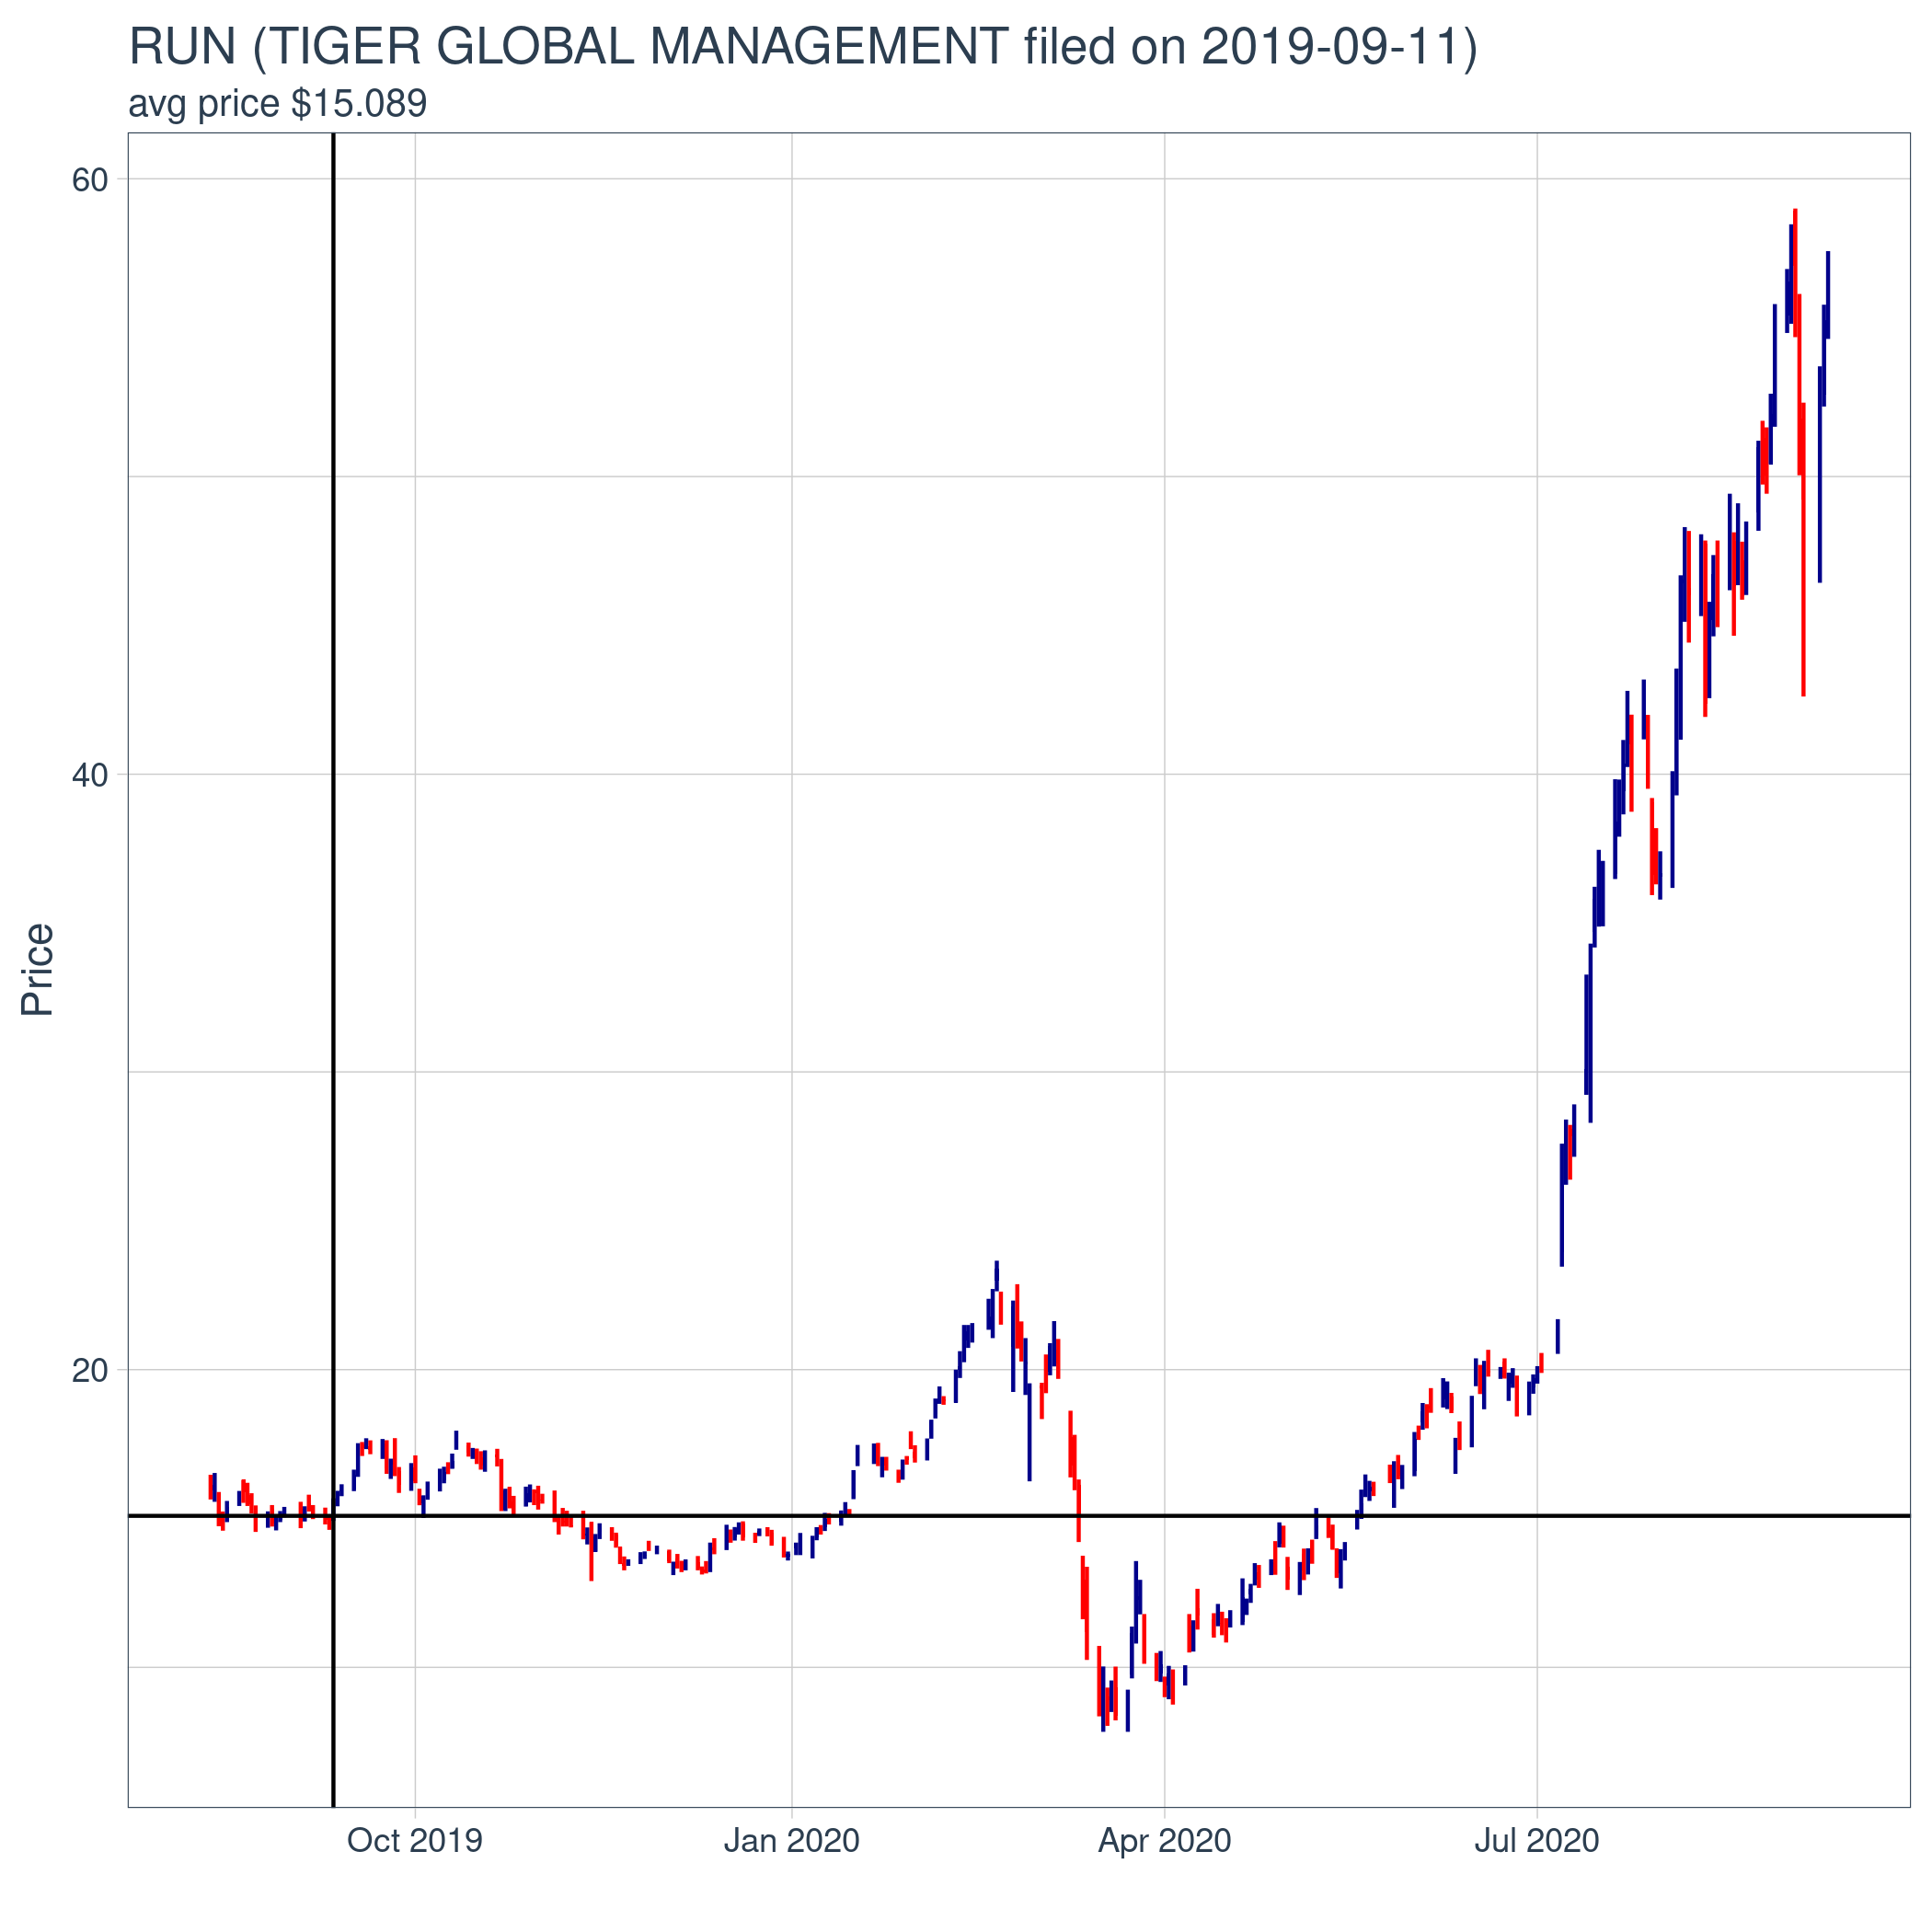 RUN (TIGER GLOBAL MANAGEMENT filed on 2019-09-11)
avg price $15.089
60
40
20
Price
Oct 2019
Jan 2020
Apr 2020
Jul 2020